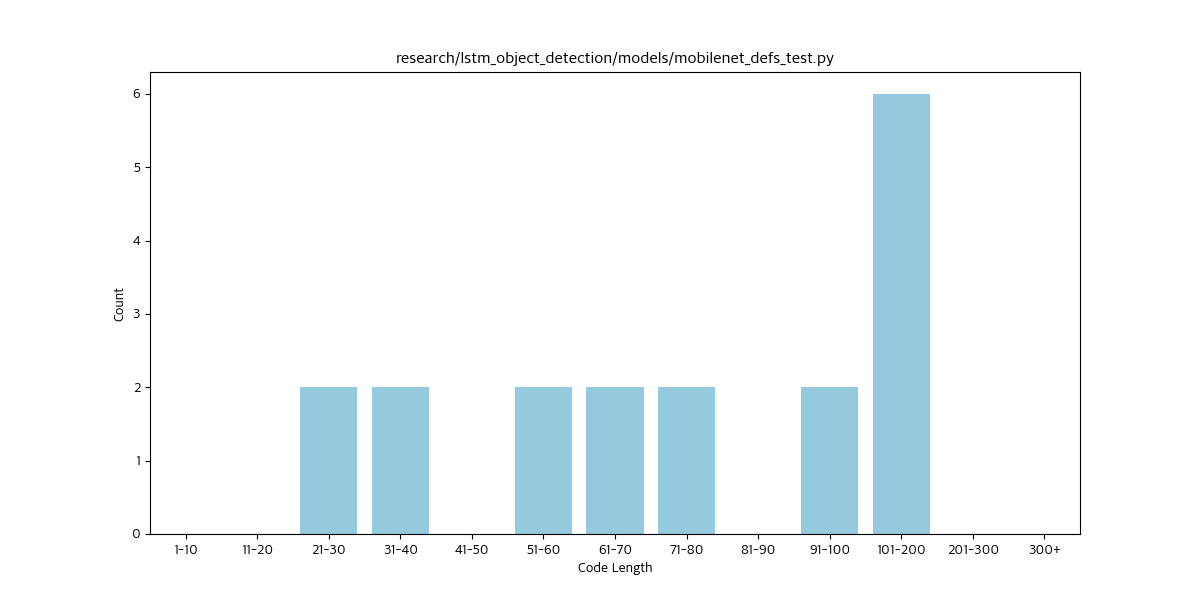 research/lstm_object_detection/models/mobilenet_defs_test.py
6
5
4
3
2
1
0
Count
1-10 11-20 21-30 31-40 41-50 51-60 61-70 71-80 81-90 91-100 101-200 201-300 300+
Code Length